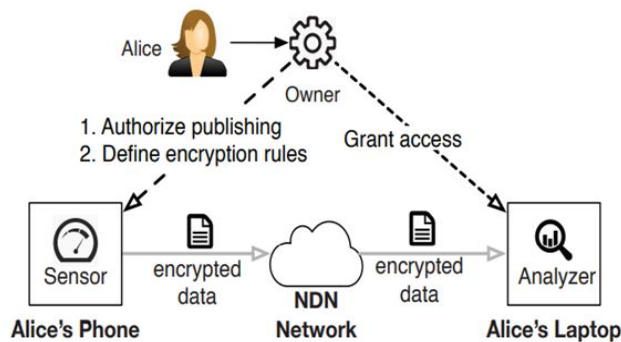 Alice
Owner
1. Authorize publishing
2. Define encryption rules
Grant access
Sensor
encrypted
data
NDN
Network
encrypted
data
Analyzer
Alice's Phone
Alice's Laptop